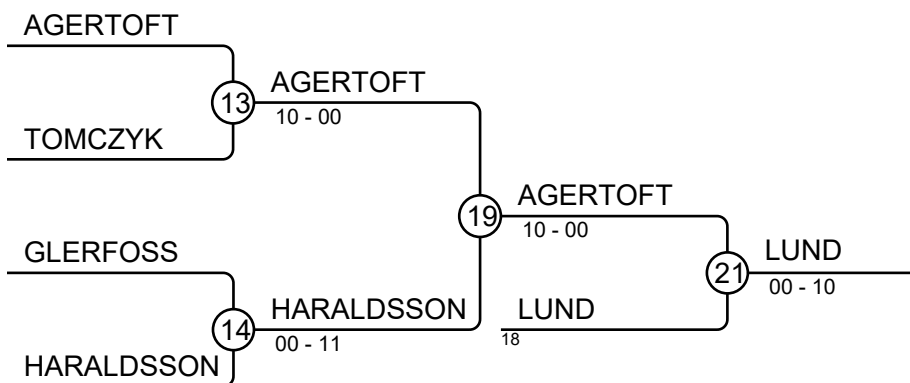 AGERTOFT
13
AGERTOFT
10 - 00
TOMCZYK
19
AGERTOFT
10 - 00
GLERFOSS
21
LUND
00 - 10
14
HARALDSSON
00 - 11
LUND
18
HARALDSSON